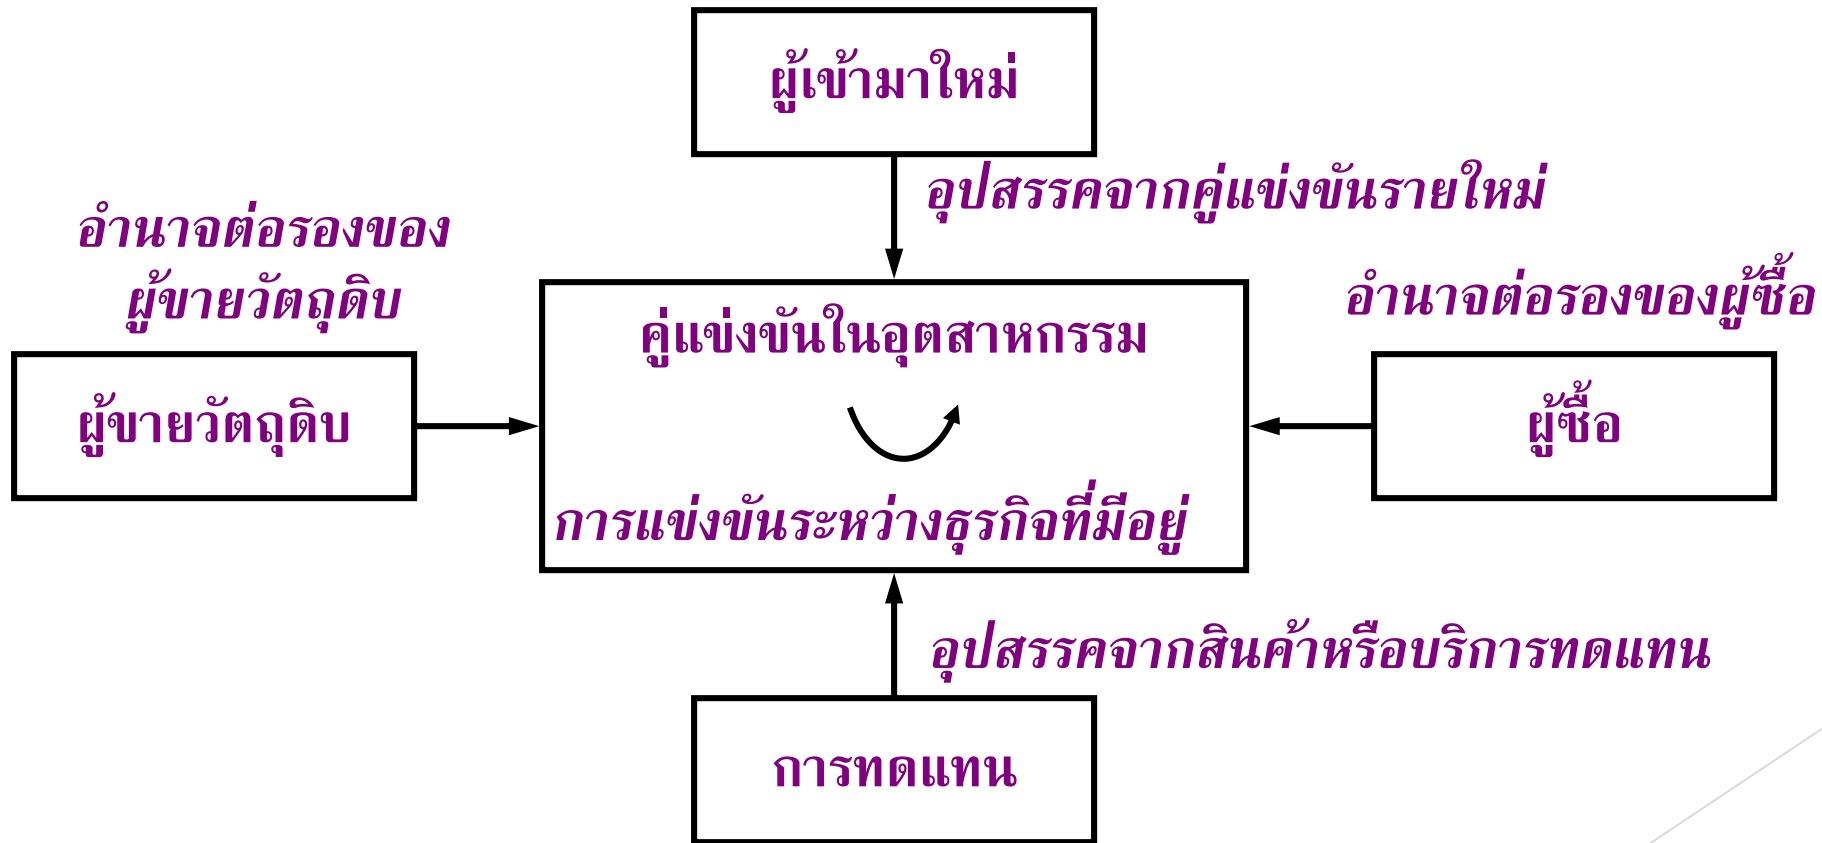 ผู้เข้ามาใหม่
อุปสรรคจากคู่แข่งขันรายใหม่
อำนาจต่อรองของ
ผู้ขายวัตถุดิบ
อำนาจต่อรองของผู้ซื้อ
คู่แข่งขันในอุตสาหกรรม
ผู้ขายวัตถุดิบ
ผู้ซื้อ
การแข่งขันระหว่างธุรกิจที่มีอยู่
อุปสรรคจากสินค้าหรือบริการทดแทน
การทดแทน